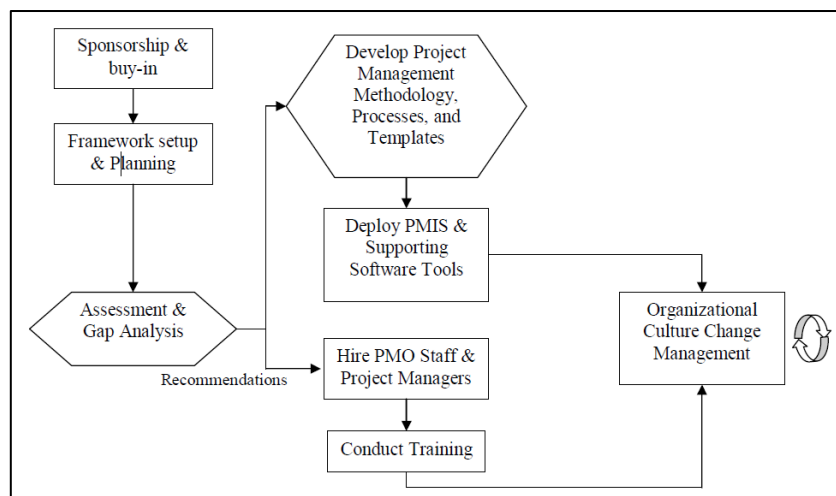 Sponsorship &
buy-in
Framework setup
& Planning
Assessment &
Gap Analysis
Recommendations
Develop Project
Management
Methodology,
Processes, and
Templates
Deploy PMIS &
Supporting
Software Tools
Hire PMO Staff &
Project Managers
Conduct Training
Organizational
Culture Change
Management